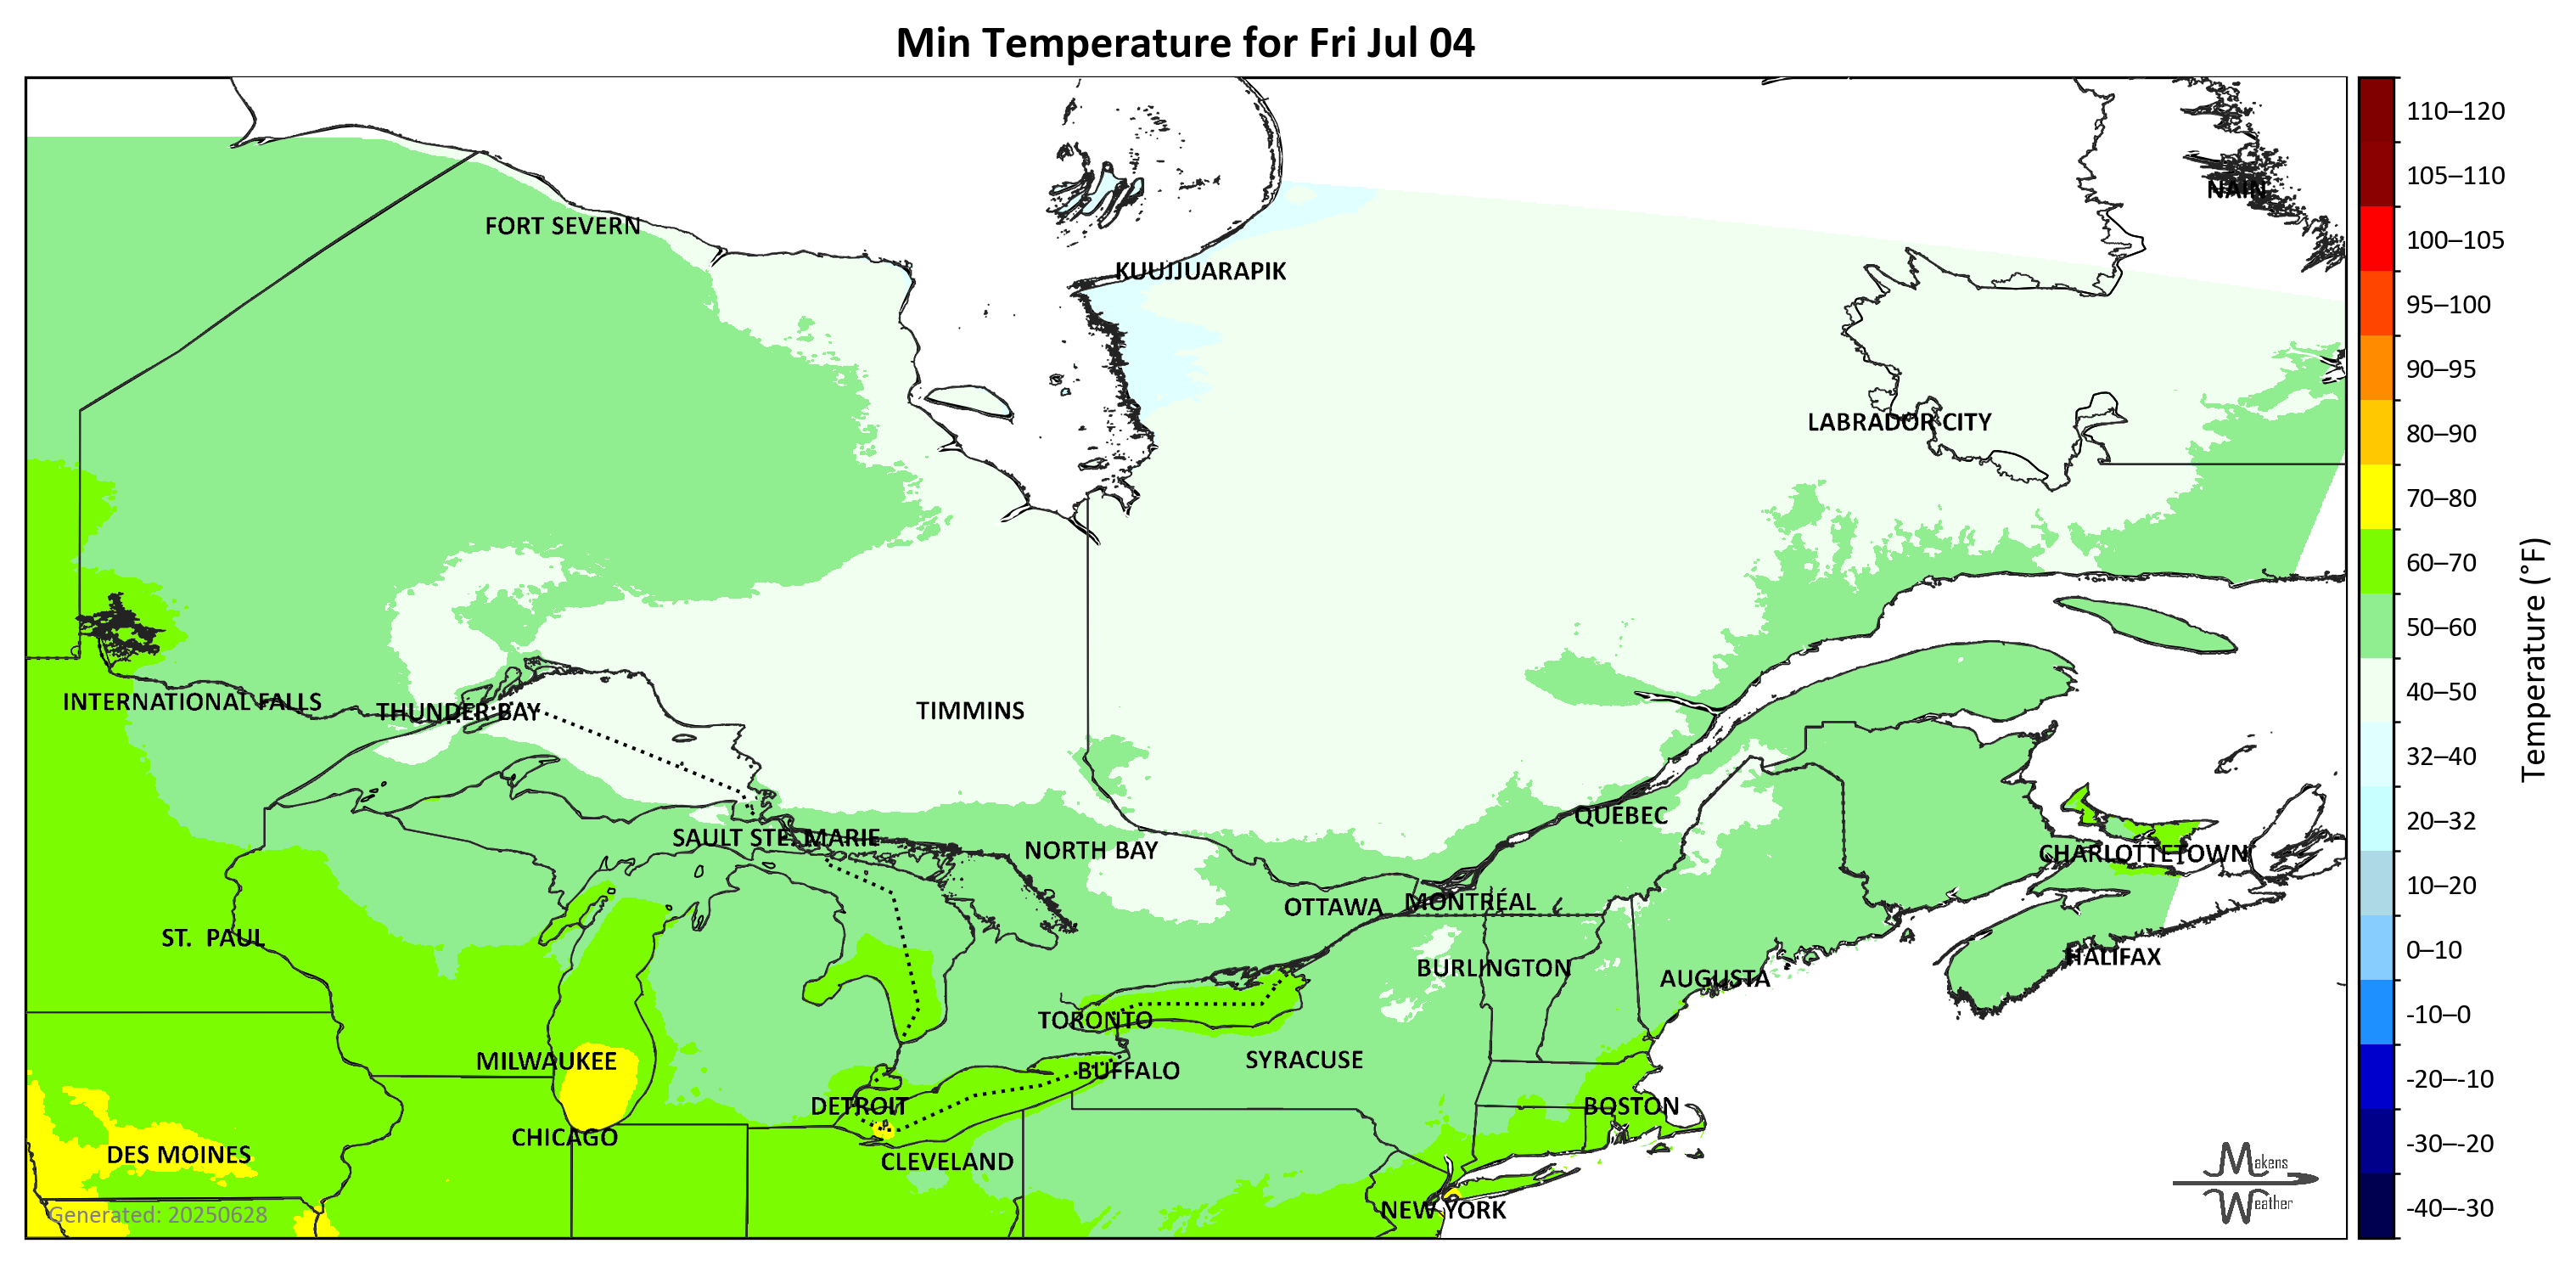 Min Temperature for Fri Jul 04
NAIN
FORT SEVERN
KUUJJUARAPIK
LABRADOR CITY
INTERNATIONAL FALLS
THUNDER BAY
TIMMINS
QUÉBEC
SAULT STE. MARIE
NORTH BAY
CHARLOTTETOWN
OTTAWA
MONTRÉAL
ST. PAUL
HALIFAX
BURLINGTON
AUGUSTA
TORONTO
MILWAUKEE
SYRACUSE
BUFFALO
DETROIT
BOSTON
CHICAGO
DES MOINES
CLEVELAND
NEW YORK
Generated: 20250628
Makens
Weather
110–120
105–110
100–105
95–100
90–95
80–90
70–80
60–70
50–60
40–50
32–40
20–32
10–20
0–10
-10–0
-20–-10
-30–-20
-40–-30
Temperature (°F)